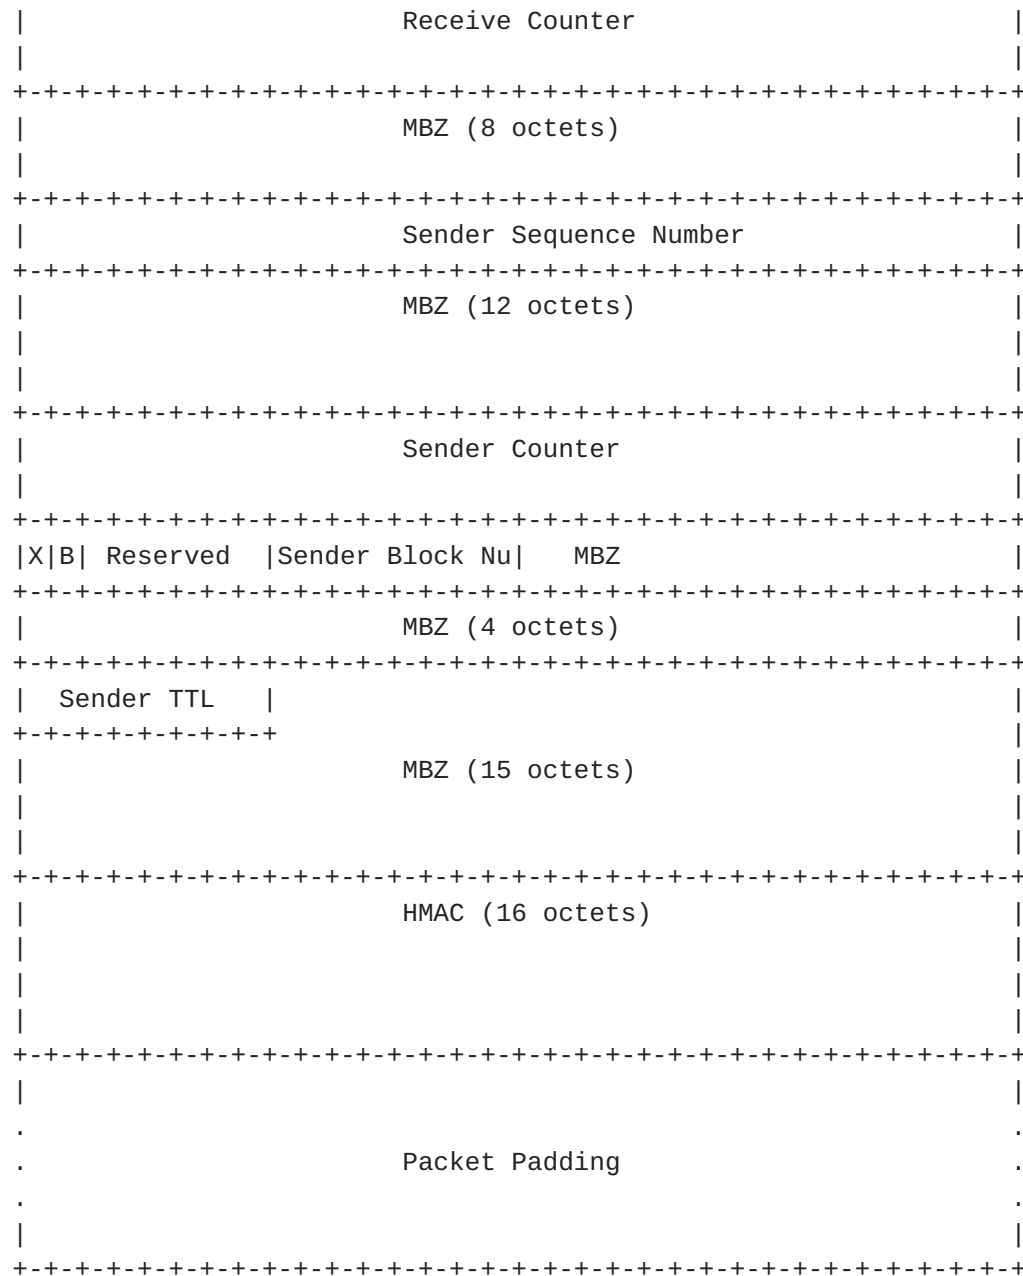 |                        Receive Counter                        |
|                                                               |
+-+-+-+-+-+-+-+-+-+-+-+-+-+-+-+-+-+-+-+-+-+-+-+-+-+-+-+-+-+-+-+-+
|                        MBZ (8 octets)                         |
|                                                               |
+-+-+-+-+-+-+-+-+-+-+-+-+-+-+-+-+-+-+-+-+-+-+-+-+-+-+-+-+-+-+-+-+
|                        Sender Sequence Number                 |
+-+-+-+-+-+-+-+-+-+-+-+-+-+-+-+-+-+-+-+-+-+-+-+-+-+-+-+-+-+-+-+-+
|                        MBZ (12 octets)                        |
|                                                               |
|                                                               |
+-+-+-+-+-+-+-+-+-+-+-+-+-+-+-+-+-+-+-+-+-+-+-+-+-+-+-+-+-+-+-+-+
|                        Sender Counter                         |
|                                                               |
+-+-+-+-+-+-+-+-+-+-+-+-+-+-+-+-+-+-+-+-+-+-+-+-+-+-+-+-+-+-+-+-+
|X|B| Reserved  |Sender Block Nu|   MBZ                         |
+-+-+-+-+-+-+-+-+-+-+-+-+-+-+-+-+-+-+-+-+-+-+-+-+-+-+-+-+-+-+-+-+
|                        MBZ (4 octets)                         |
+-+-+-+-+-+-+-+-+-+-+-+-+-+-+-+-+-+-+-+-+-+-+-+-+-+-+-+-+-+-+-+-+
|  Sender TTL   |                                               |
+-+-+-+-+-+-+-+-+                                               |
|                        MBZ (15 octets)                        |
|                                                               |
|                                                               |
+-+-+-+-+-+-+-+-+-+-+-+-+-+-+-+-+-+-+-+-+-+-+-+-+-+-+-+-+-+-+-+-+
|                        HMAC (16 octets)                       |
|                                                               |
|                                                               |
|                                                               |
+-+-+-+-+-+-+-+-+-+-+-+-+-+-+-+-+-+-+-+-+-+-+-+-+-+-+-+-+-+-+-+-+
|                                                               |
.                                                               .
.                        Packet Padding                         .
.                                                               .
|                                                               |
+-+-+-+-+-+-+-+-+-+-+-+-+-+-+-+-+-+-+-+-+-+-+-+-+-+-+-+-+-+-+-+-+